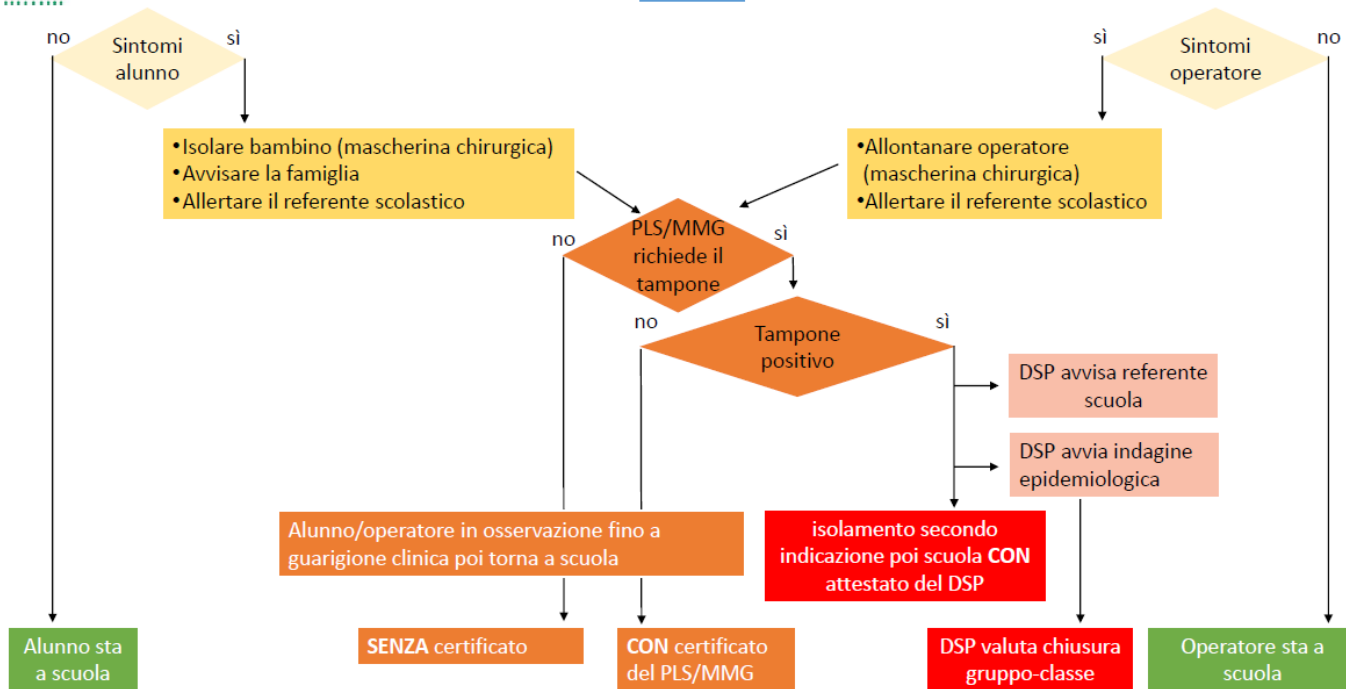 no
Sintomi
alunno
sì
sì
Sintomi
operatore
no
•Isolare bambino (mascherina chirurgica)
•Avvisare la famiglia
•Allertare il referente scolastico
•Allontanare operatore
(mascherina chirurgica)
•Allertare il referente scolastico
no
PLS/MMG
richiede il
tampone
sì
no
Tampone
positivo
sì
DSP avvisa referente
scuola
DSP avvia indagine
epidemiologica
Alunno/operatore in osservazione fino a
guarigione clinica poi torna a scuola
isolamento secondo
indicazione poi scuola CON
attestato del DSP
Alunno sta
a scuola
SENZA certificato
CON certificato
del PLS/MMG
DSP valuta chiusura
gruppo-classe
Operatore sta a
scuola